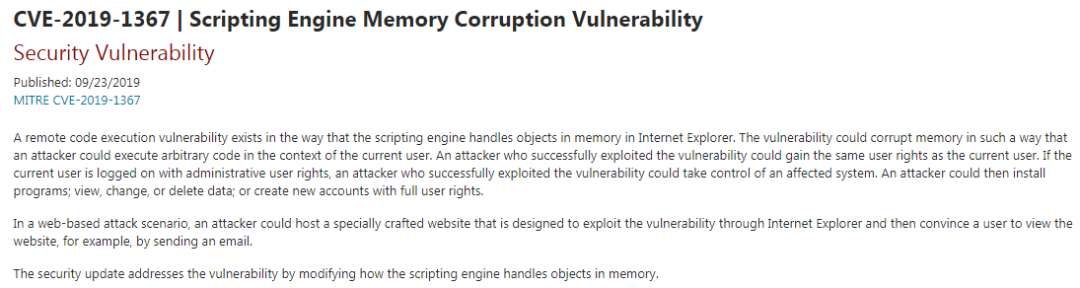 CVE-2019-1367 | Scripting Engine Memory Corruption Vulnerability
Security Vulnerability
Published: 09/23/2019
MITRE CVE-2019-1367
A remote code execution vulnerability exists in the way that the scripting engine handles objects in memory in Internet Explorer. The vulnerability could corrupt memory in such a way that
an attacker could execute arbitrary code in the context of the current user. An attacker who successfully exploited the vulnerability could gain the same user rights as the current user. If the
current user is logged on with administrative user rights, an attacker who successfully exploited the vulnerability could take control of an affected system. An attacker could then install
programs; view, change, or delete data; or create new accounts with full user rights.
In a web-based attack scenario, an attacker could host a specially crafted website that is designed to exploit the vulnerability through Internet Explorer and then convince a user to view the
website, for example, by sending an email.
The security update addresses the vulnerability by modifying how the scripting engine handles objects in memory.